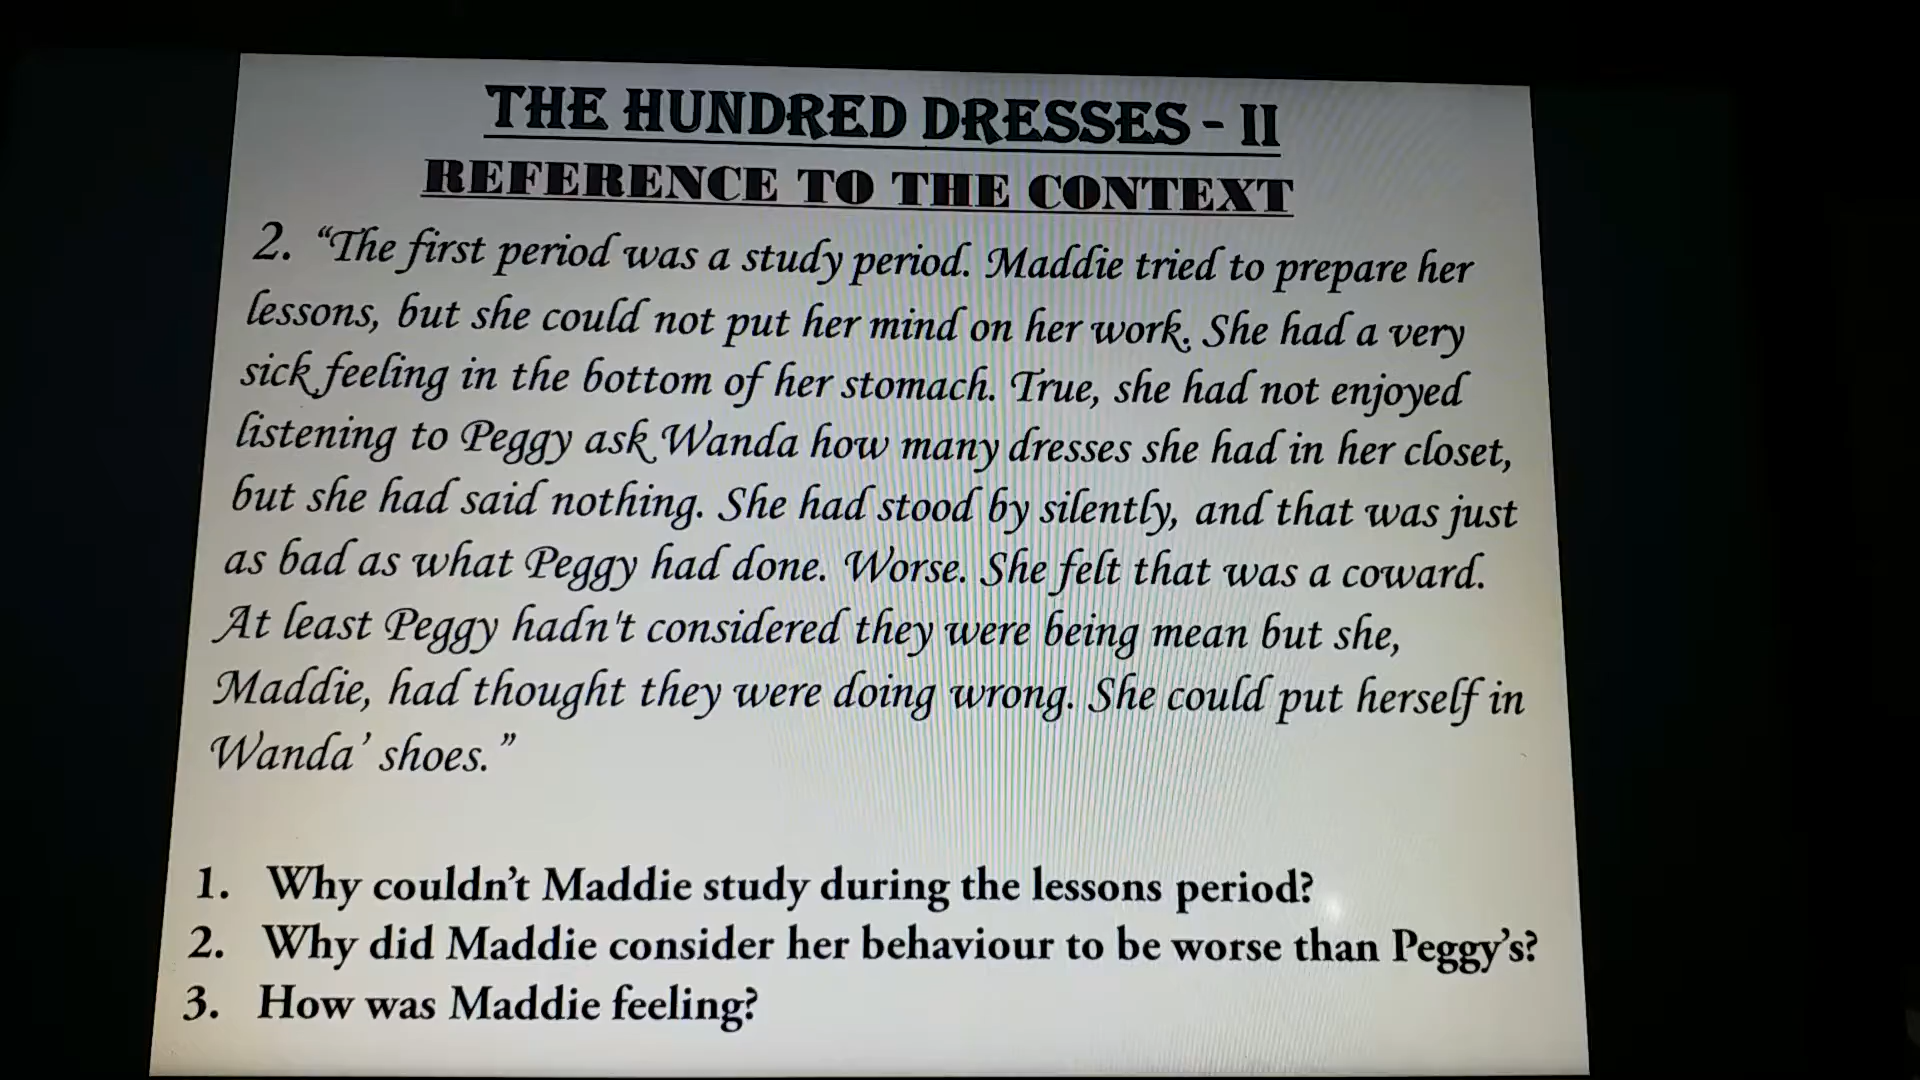 THE HUNDRED DRESSES - II
REFERENCE TO THE CONTEXT
2. “The first period was a study period. Maddie tried to prepare her
lessons, but she could not put her mind on her work. She had a very
sick feeling in the bottom of her stomach. True, she had not enjoyed
listening to Peggy ask Wanda how many dresses she had in her closet,
but she had said nothing. She had stood by silently, and that was just
as bad as what Peggy had done. Worse. She felt that was a coward.
At least Peggy hadn't considered they were being mean but she,
Maddie, had thought they were doing wrong. She could put herself in
Wanda’ shoes.”
1. Why couldn’t Maddie study during the lessons period?
2. Why did Maddie consider her behaviour to be worse than Peggy’s?
3. How was Maddie feeling?